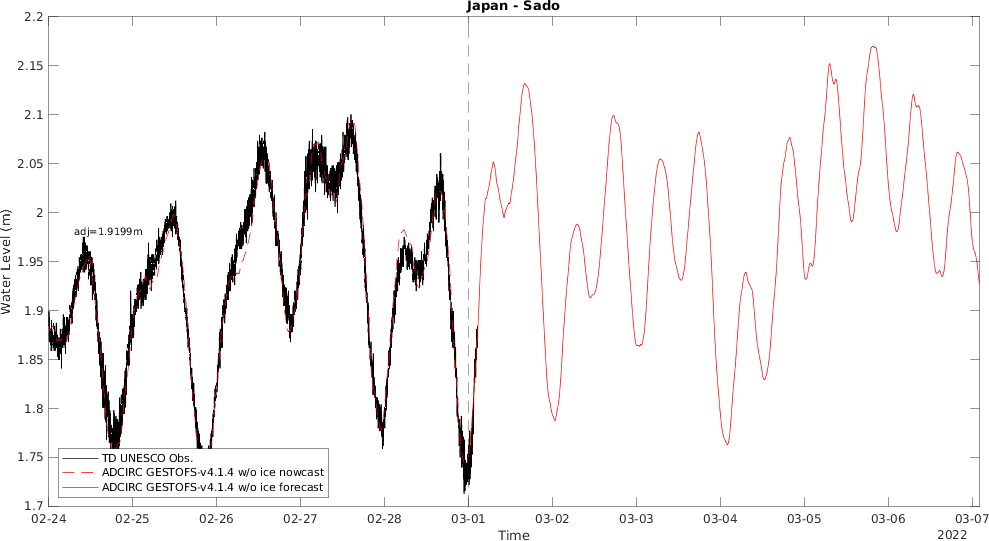 Japan - Sado
2.2
2.15
2.1
2.05
2
1.95
1.9
1.85
1.8
1.75
1.7
Water Level (m)
adj=1.9199m
TD UNESCO Obs.
ADCIRC GESTOFS-v4.1.4 w/o ice nowcast
ADCIRC GESTOFS-v4.1.4 w/o ice forecast
02-24 02-25 02-26 02-27 02-28 03-01 03-02 03-03 03-04 03-05 03-06 03-07
Time
2022